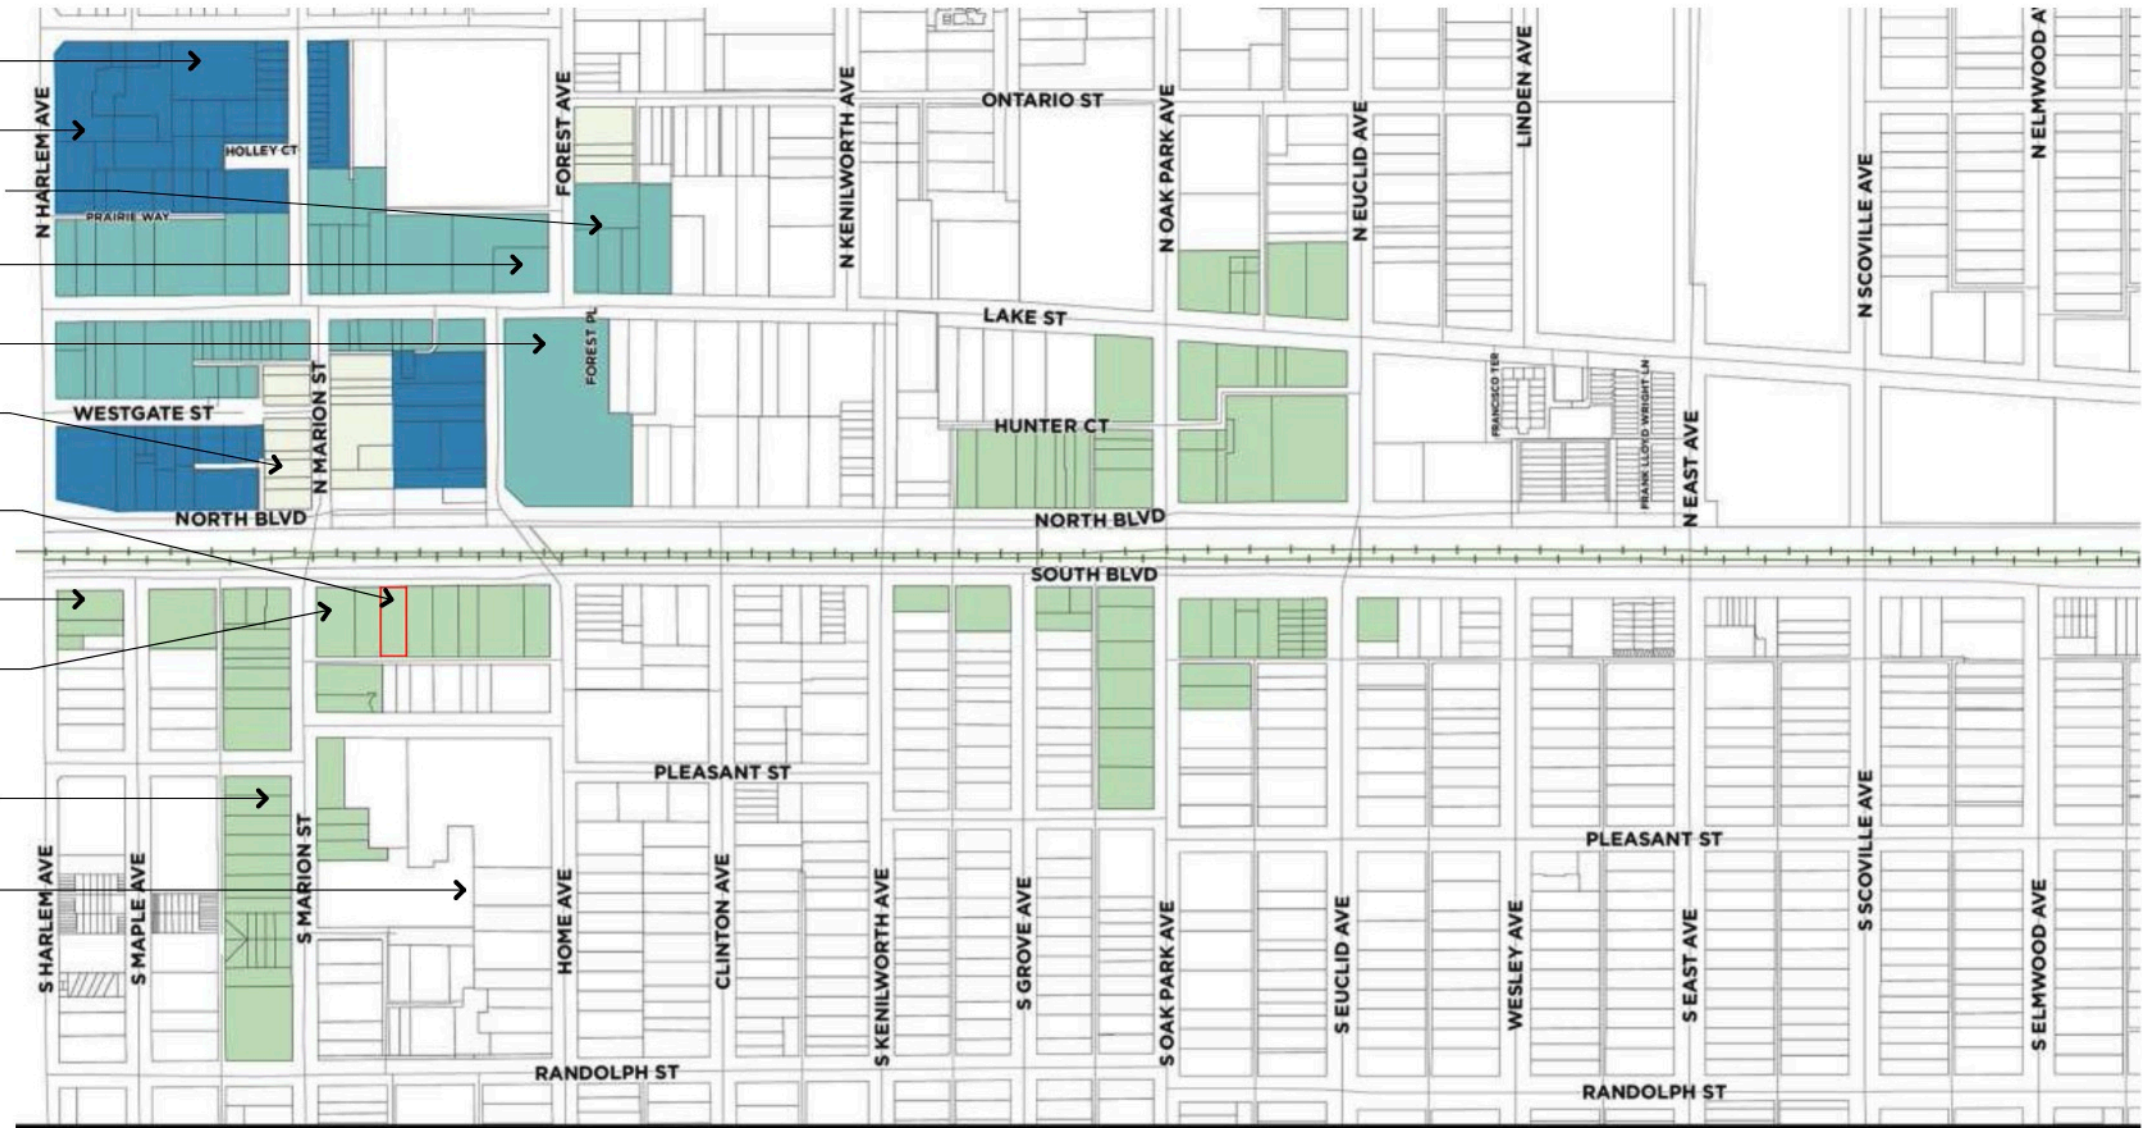 N HARLEM AVE
HOLLEY CT
PRAIRIE WAY
FOREST AVE
N KENILWORTH AVE
ONTARIO ST
N OAK PARK AVE
N EUCLID AVE
LINDEN AVE
N SCOVILLE AVE
N ELMWOOD A
LAKE ST
FOREST PL
WESTGATE ST
N MARION ST
HUNTER CT
FRANCISCO TER
FRANK LLOYD WRIGHT LN
N EAST AVE
NORTH BLVD
NORTH BLVD
SOUTH BLVD
PLEASANT ST
PLEASANT ST
S HARLEM AVE
S MAPLE AVE
S MARION ST
HOME AVE
CLINTON AVE
S KENILWORTH AVE
S GROVE AVE
S OAK PARK AVE
S EUCLID AVE
WESLEY AVE
S EAST AVE
S SCOVILLE AVE
S ELMWOOD AVE
RANDOLPH ST
RANDOLPH ST